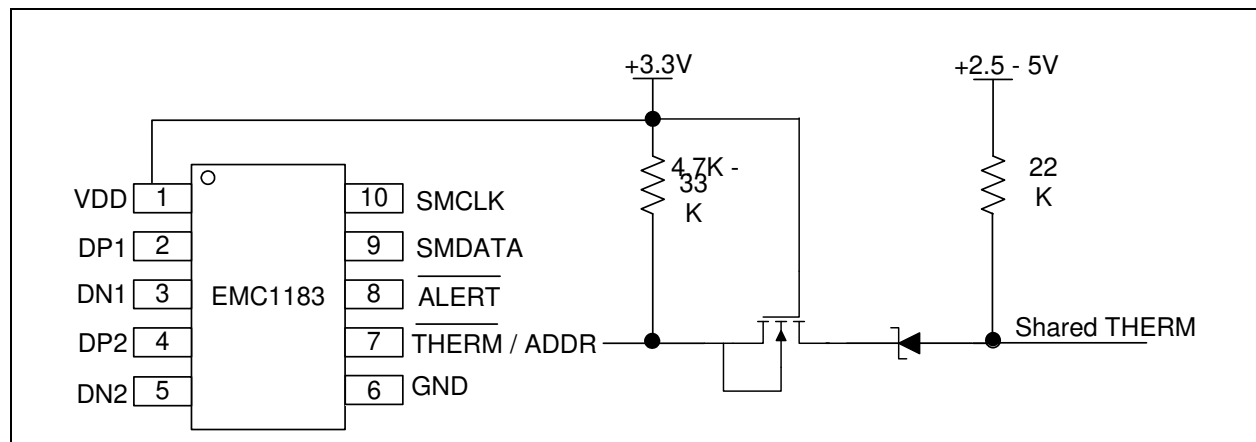 +3.3V
+2.5 - 5V
4.7K -
33
K
22
K
VDD 1
10 SMCLK
DP1 2
9 SMDATA
DN1 3
EMC1183
8 ALERT
DP2 4
7 THERM / ADDR
Shared THERM
DN2 5
6 GND